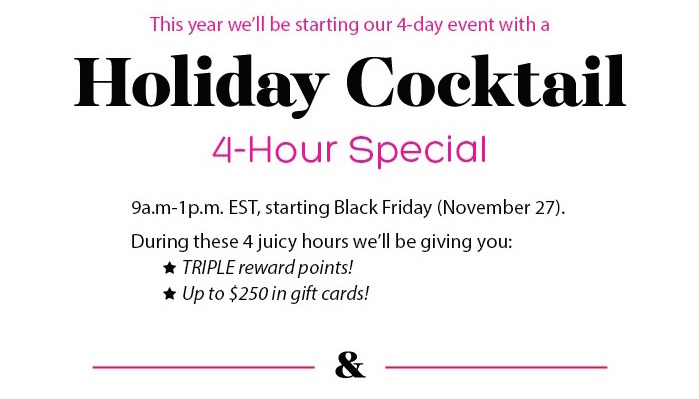 This year we'll be starting our 4-day event with a
Holiday Cocktail
4-Hour Special
9a.m-1p.m. EST, starting Black Friday (November 27).
During these 4 juicy hours we'll be giving you:
★ TRIPLE reward points!
★ Up to $250 in gift cards!
&